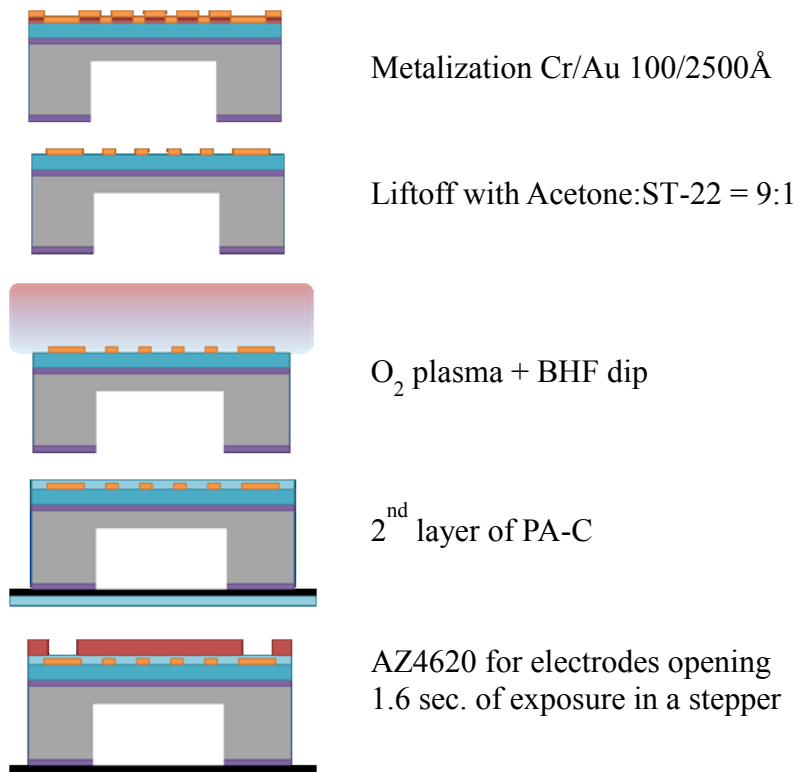 Metalization Cr/Au 100/2500Å
Liftoff with Acetone:ST-22 = 9:1
O2 plasma + BHF dip
2nd layer of PA-C
AZ4620 for electrodes opening
1.6 sec. of exposure in a stepper